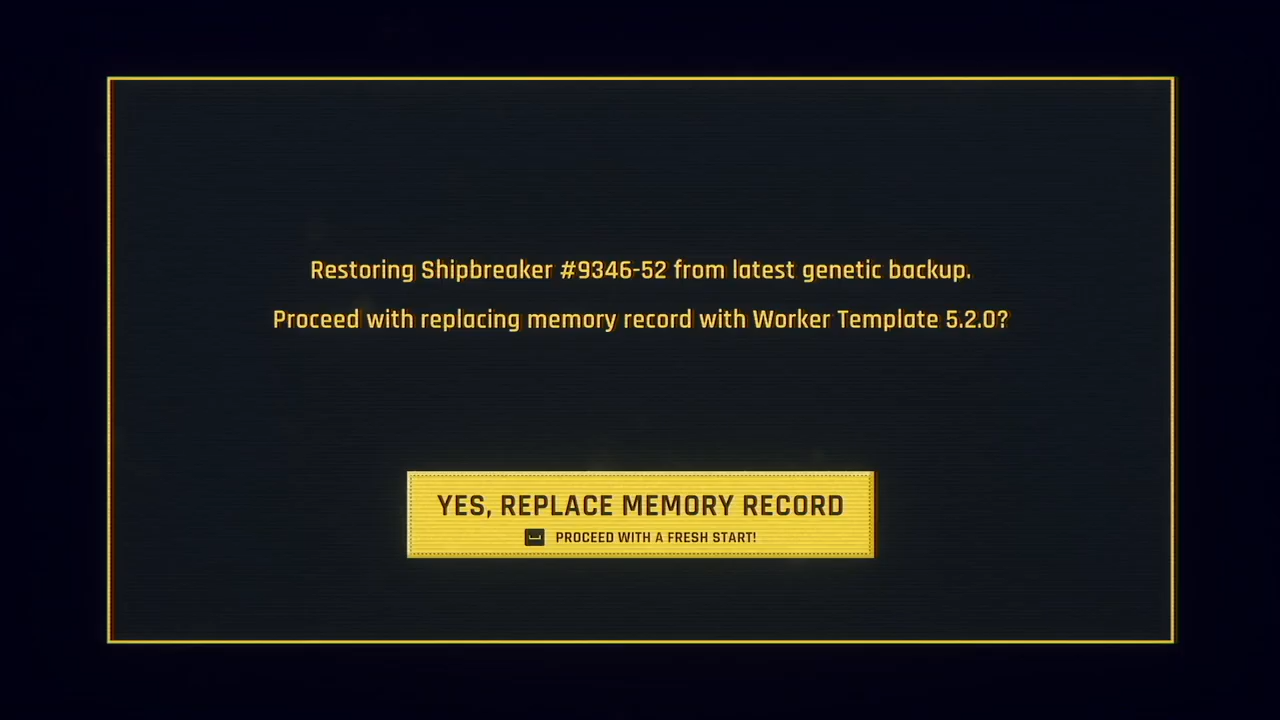 Restoring Shipbreaker #9346-52 from latest genetic backup.
Proceed with replacing memory record with Worker Template 5.2.0?
YES, REPLACE MEMORY RECORD
PROCEED WITH A FRESH START!